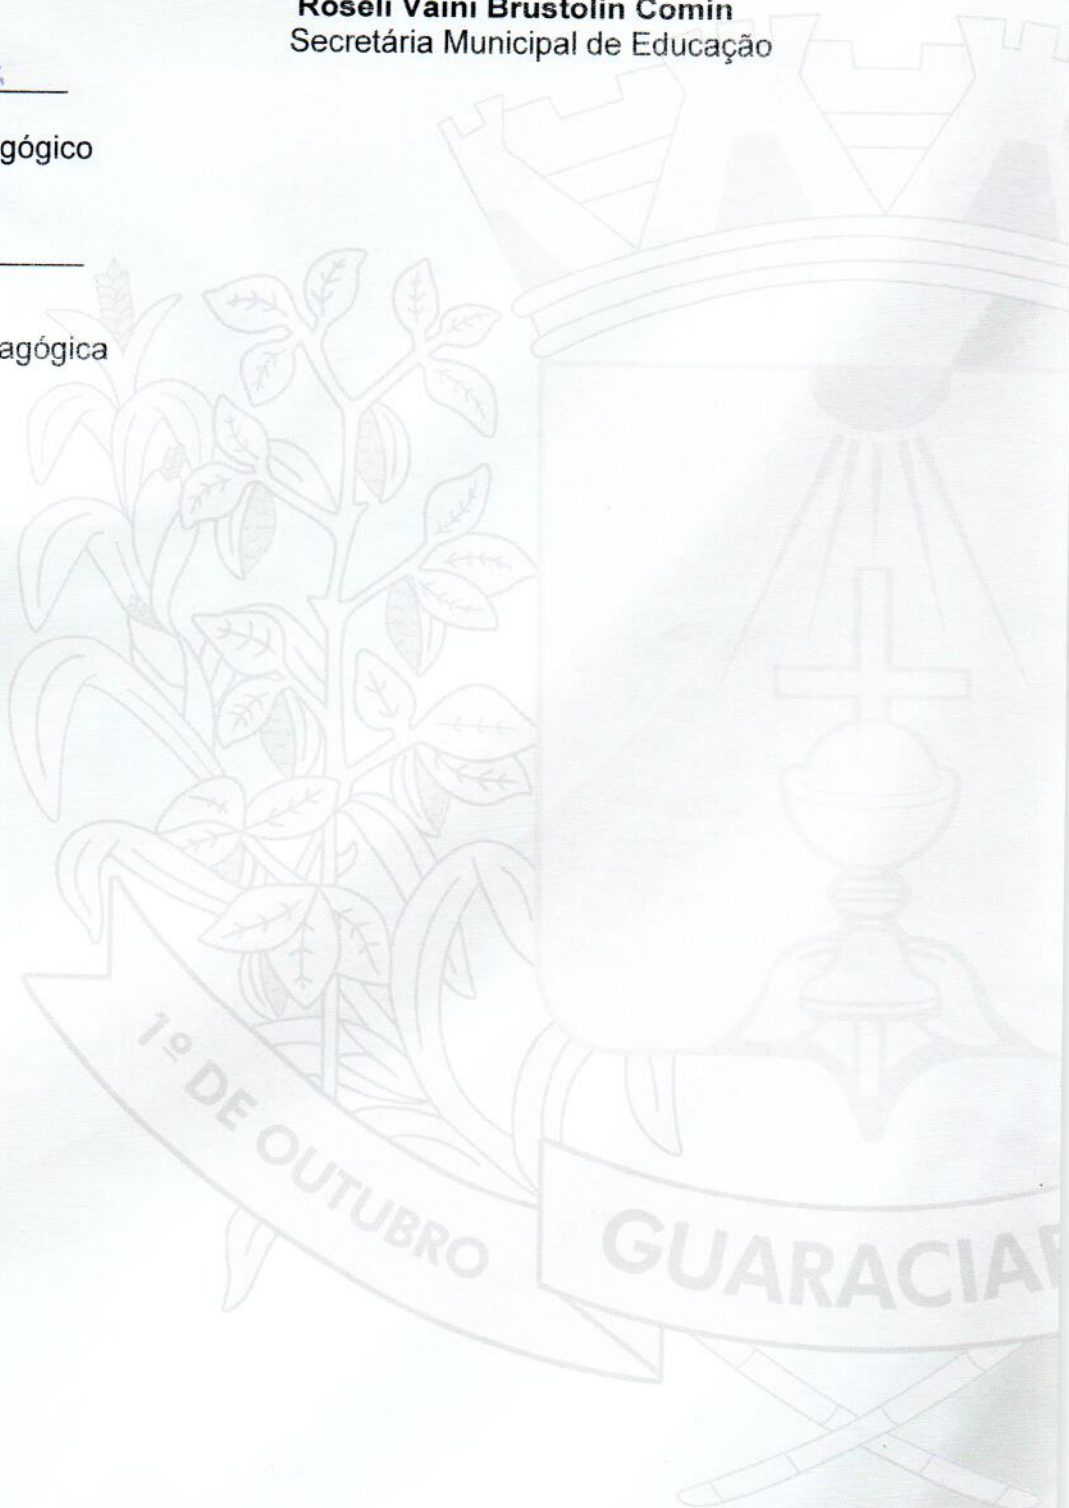 Roseli Vaini Brustolin Comin
Secretária Municipal de Educação
gógico
agógica
1º DE OUTUBRO
GUARACIA